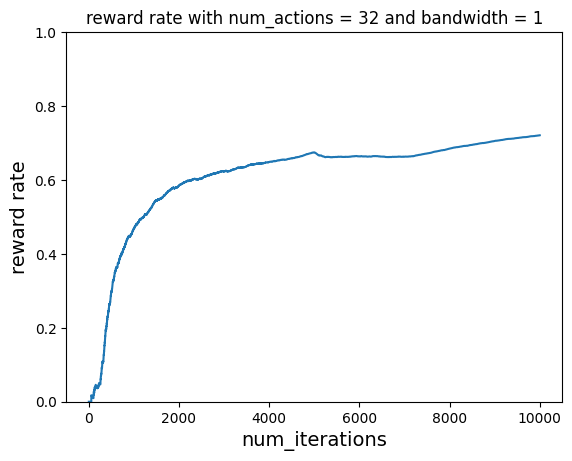 reward rate with num_actions = 32 and bandwidth = 1
1.0
0.8
0.6
0.4
0.2
0.0
reward rate
0 2000 4000 6000 8000 10000
num_iterations